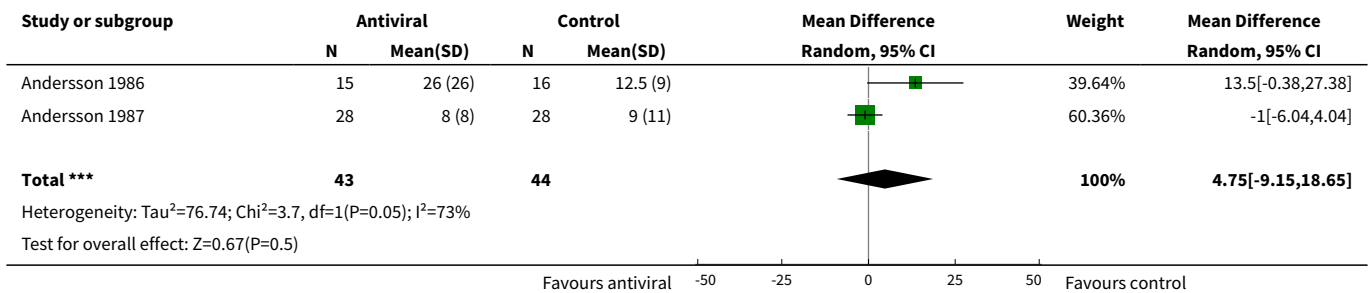 Study or subgroup Antiviral Control Mean Difference Weight Mean Difference
N Mean(SD) N Mean(SD) Random, 95% CI Random, 95% CI
Andersson 1986 15 26 (26) 16 12.5 (9) 39.64% 13.5[-0.38,27.38]
Andersson 1987 28 8 (8) 28 9 (11) 60.36% -1[-6.04,4.04]
Total *** 43 44 100% 4.75[-9.15,18.65]
Heterogeneity: Tau²=76.74; Chi²=3.7, df=1(P=0.05); I²=73%
Test for overall effect: Z=0.67(P=0.5)
Favours antiviral -50 -25 0 25 50 Favours control